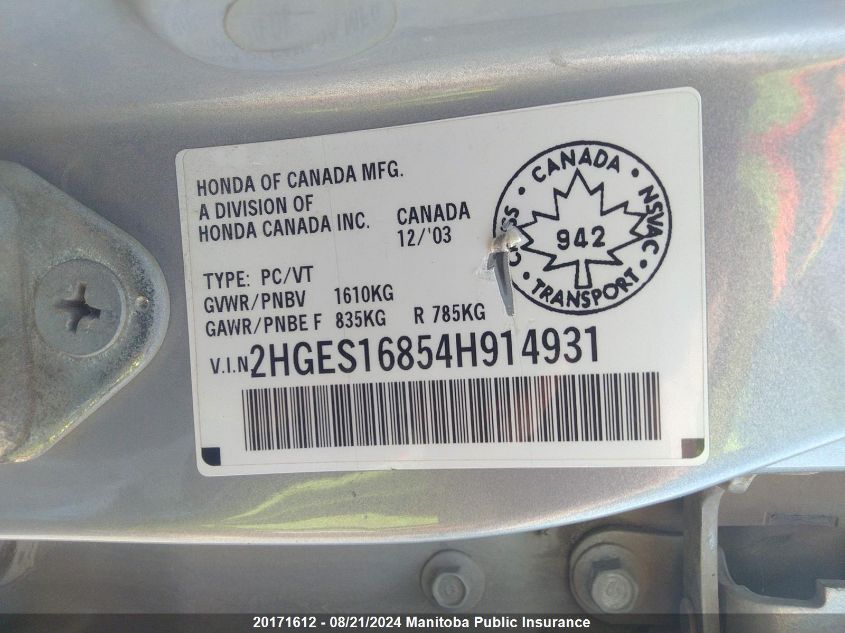 HONDA OF CANADA MFG.
A DIVISION OF
HONDA CANADA INC.
CANADA
12/'03
TYPE: PC/VT
GVWR/PNBV 1610KG
GAWR/PNBE F 835KG R 785KG
V.I.N. 2HGES16854H914931
CANADA
NSVAC
TRANSPORT
942
20171612 - 08/21/2024 Manitoba Public Insurance